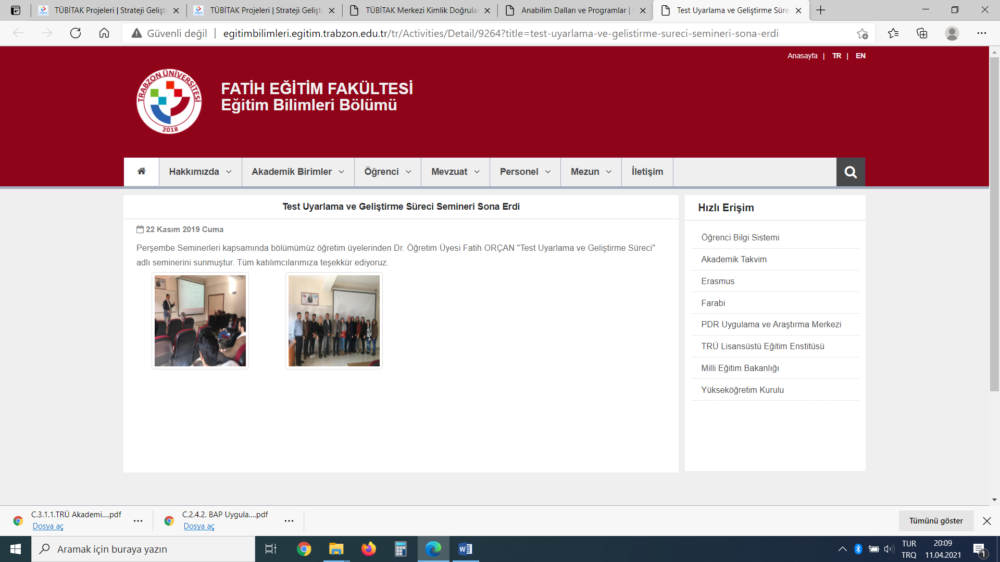 TÜBİTAK Projeleri | Strateji Gelişti
TÜBİTAK Projeleri | Strateji Gelişti
TÜBİTAK Merkezi Kimlik Doğrula
Anabilim Dalları ve Programlar |
Test Uyarlama ve Geliştirme Süre
Güvenli değil | egitimbilimleri.egitim.trabzon.edu.tr/tr/Activities/Detail/9264?title=test-uyarlama-ve-gelistirme-sureci-semineri-sona-erdi
Anasayfa | TR | EN
TRABZON ÜNİVERSİTESİ
2018
FATİH EĞİTİM FAKÜLTESİ
Eğitim Bilimleri Bölümü
Hakkımızda
Akademik Birimler
Öğrenci
Mevzuat
Personel
Mezun
İletişim
Test Uyarlama ve Geliştirme Süreci Semineri Sona Erdi
22 Kasım 2019 Cuma
Perşembe Seminerleri kapsamında bölümümüz öğretim üyelerinden Dr. Öğretim Üyesi Fatih ORÇAN "Test Uyarlama ve Geliştirme Süreci"
adlı seminerini sunmuştur. Tüm katılımcılarımıza teşekkür ediyoruz.
Hızlı Erişim
Öğrenci Bilgi Sistemi
Akademik Takvim
Erasmus
Farabi
PDR Uygulama ve Araştırma Merkezi
TRÜ Lisansüstü Eğitim Enstitüsü
Milli Eğitim Bakanlığı
Yükseköğretim Kurulu
C.3.1.1.TRÜ Akademi....pdf
Dosya aç
C.2.4.2. BAP Uygula....pdf
Dosya aç
Tümünü göster
Aramak için buraya yazın
TUR
TRQ
20:09
11.04.2021
1